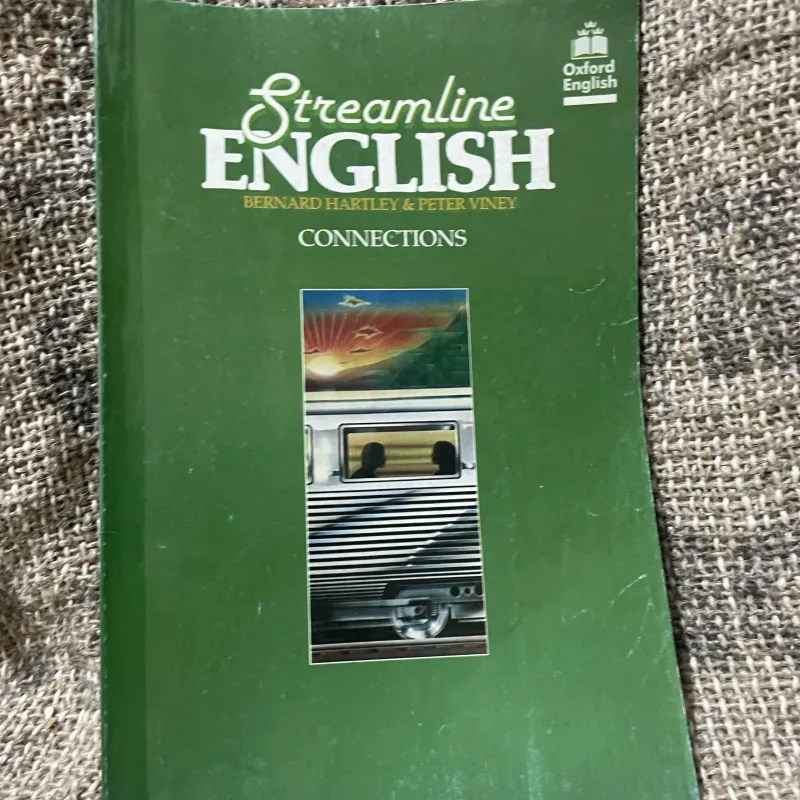 Oxford
English
Streamline
ENGLISH
BERNARD HARTLEY & PETER VINEY
CONNECTIONS